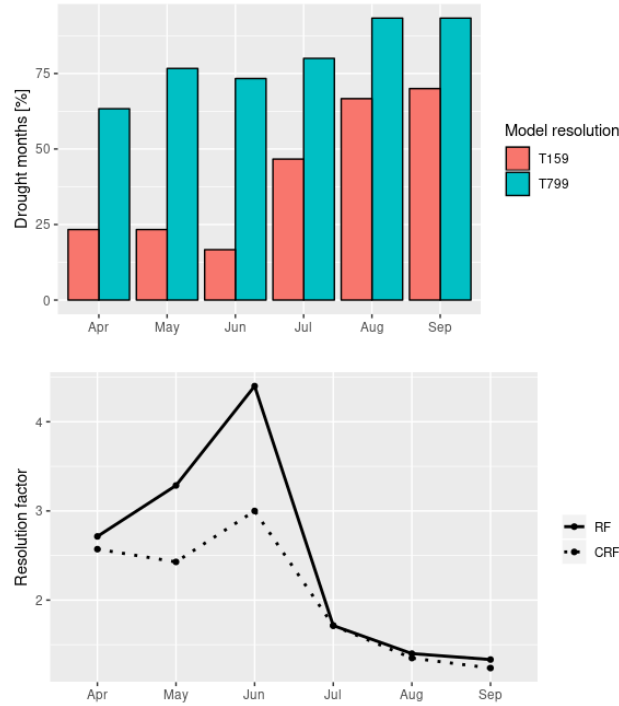 Drought months [%]
75
50
25
0
Apr May Jun Jul Aug Sep
Model resolution
T159
T799
Resolution factor
4
3
2
Apr May Jun Jul Aug Sep
RF
CRF